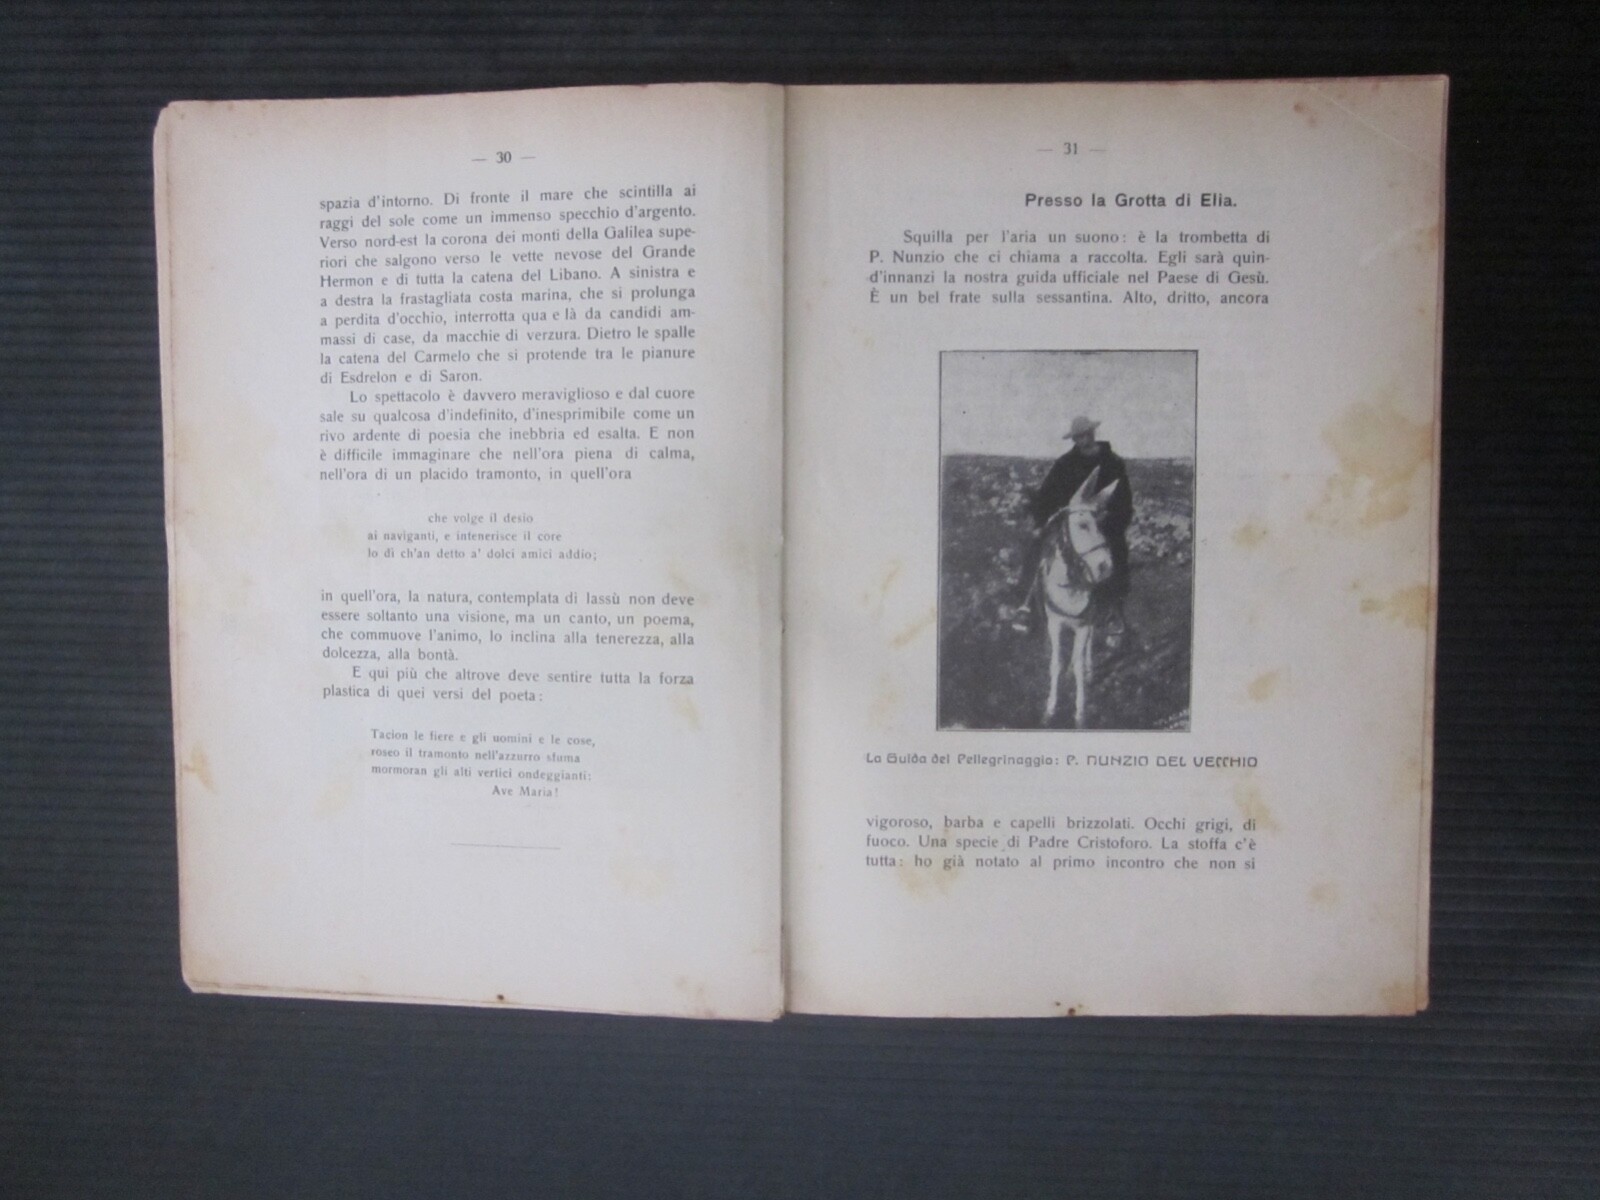 — 30 —
spazia d'intorno. Di fronte il mare che scintilla ai
raggi del sole come un immenso specchio d'argento.
Verso nord-est la corona dei monti della Galilea supe-
riori che salgono verso le vette nevose del Grande
Hermon e di tutta la catena del Libano. A sinistra e
a destra la frastagliata costa marina, che si prolunga
a perdita d'occhio, interrotta qua e là da candidi am-
massi di case, da macchie di verzura. Dietro le spalle
la catena del Carmelo che si protende tra le pianure
di Esdrelon e di Saron.
Lo spettacolo è davvero meraviglioso e dal cuore
sale su qualcosa d'indefinito, d'inesprimibile come un
rivo ardente di poesia che inebbria ed esalta. E non
è difficile immaginare che nell'ora piena di calma,
nell'ora di un placido tramonto, in quell'ora
che volge il desio
ai naviganti, e intenerisce il core
lo di ch'an detto a' dolci amici addio;
in quell'ora, la natura, contemplata di lassù non deve
essere soltanto una visione, ma un canto, un poema,
che commuove l'animo, lo inclina alla tenerezza, alla
dolcezza, alla bontà.
E qui più che altrove deve sentire tutta la forza
plastica di quei versi del poeta:
Tacion le fiere e gli uomini e le cose,
roseo il tramonto nell'azzurro sfuma
mormoran gli alti vertici ondeggianti:
Ave Maria!
— 31 —
Presso la Grotta di Elia.
Squilla per l'aria un suono: è la trombetta di
P. Nunzio che ci chiama a raccolta. Egli sarà quin-
d'innanzi la nostra guida ufficiale nel Paese di Gesù.
È un bel frate sulla sessantina. Alto, dritto, ancora
La Guida del Pellegrinaggio: P. NUNZIO DEL VECCHIO
vigoroso, barba e capelli brizzolati. Occhi grigi, di
fuoco. Una specie di Padre Cristoforo. La stoffa c'è
tutta: ho già notato al primo incontro che non si